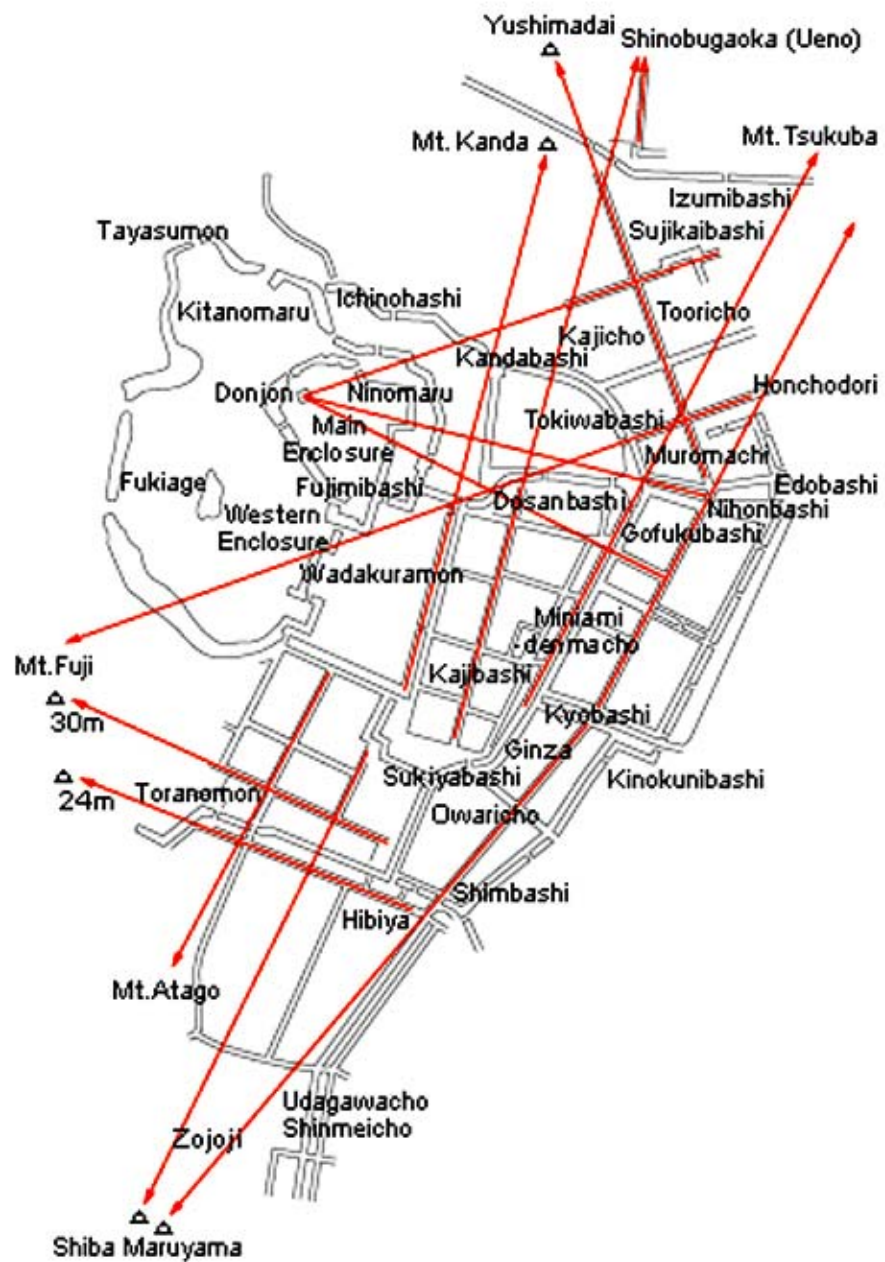 Yushimadai
Shinobugaoka (Ueno)
Mt. Kanda
Mt. Tsukuba
Izumibashi
Tayasumon
Sujikaibashi
Kitanomaru
Ichinohashi
Tooricho
Kajicho
Kandabashi
Donjon
Ninomaru
Honchodori
Main
Enclosure
Tokiwabashi
Muromachi
Fukiage
Fujimibashi
Dosanbashi
Edobashi
Nihonbashi
Western
Enclosure
Gofukubashi
Wadakuramon
Miniami
-denmacho
Mt.Fuji
Kajibashi
30m
Kyobashi
Ginza
24m
Toranomon
Sukiyabashi
Kinokunibashi
Owaricho
Shimbashi
Hibiya
Mt.Atago
Udagawacho
Shinmeicho
Zojoji
Shiba Maruyama